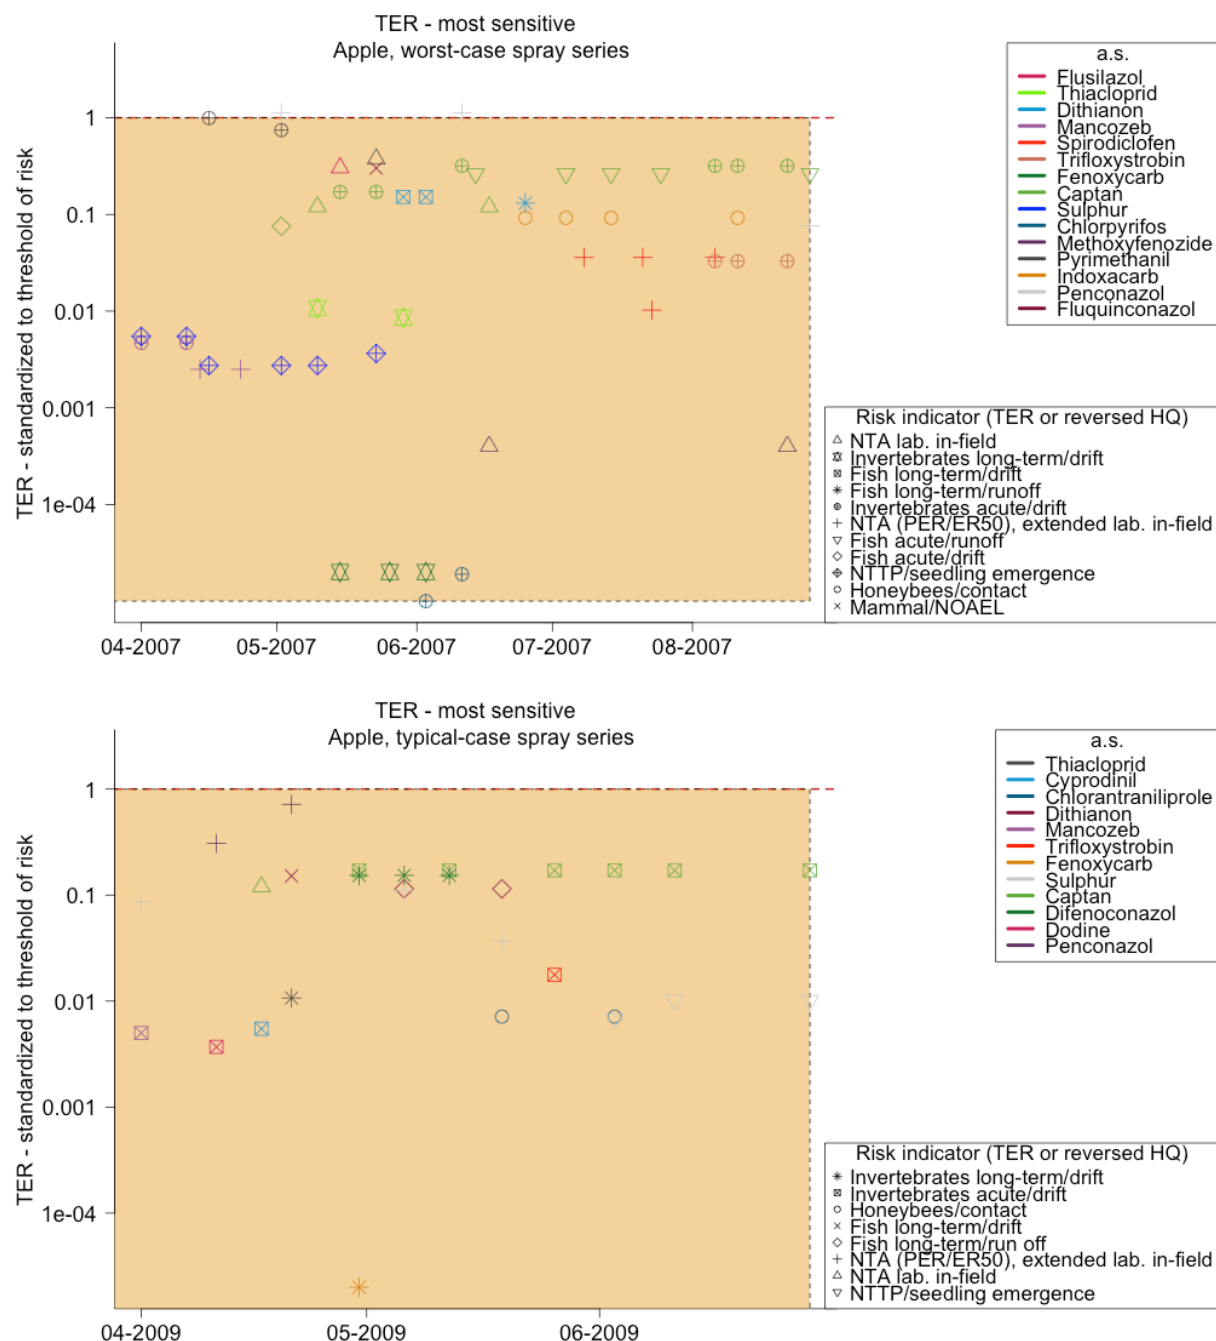 TER - most sensitive
Apple, worst-case spray series
TER - standardized to threshold of risk
1
0.1
0.01
0.001
1e-04
04-2007
05-2007
06-2007
07-2007
08-2007
a.s.
Flusilazol
Thiacloprid
Dithianon
Mancozeb
Spirodiclofen
Trifloxystrobin
Fenoxycarb
Captan
Sulphur
Chlorpyrifos
Methoxyfenozide
Pyrimethanil
Indoxacarb
Penconazol
Fluquinconazol
Risk indicator (TER or reversed HQ)
NTA lab. in-field
Invertebrates long-term/drift
Fish long-term/drift
Fish long-term/runoff
Invertebrates acute/drift
NTA (PER/ER50), extended lab. in-field
Fish acute/runoff
Fish acute/drift
NTTP/seedling emergence
Honeybees/contact
Mammal/NOAEL
TER - most sensitive
Apple, typical-case spray series
TER - standardized to threshold of risk
1
0.1
0.01
0.001
1e-04
04-2009
05-2009
06-2009
a.s.
Thiacloprid
Cyprodinil
Chlorantraniliprole
Dithianon
Mancozeb
Trifloxystrobin
Fenoxycarb
Sulphur
Captan
Difenoconazol
Dodine
Penconazol
Risk indicator (TER or reversed HQ)
Invertebrates long-term/drift
Invertebrates acute/drift
Honeybees/contact
Fish long-term/drift
Fish long-term/run off
NTA (PER/ER50), extended lab. in-field
NTA lab. in-field
NTTP/seedling emergence